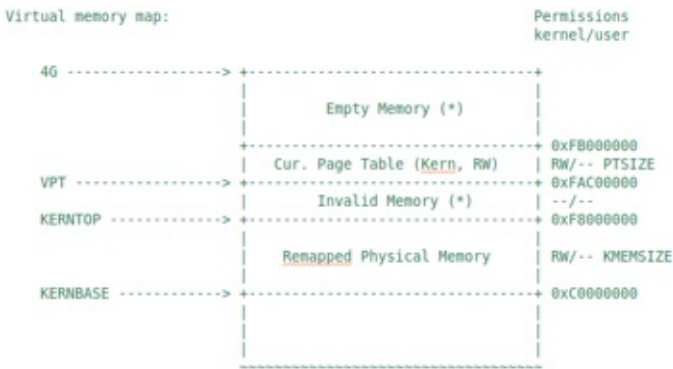 Virtual memory map: Permissions
kernel/user
4G ------------------> +---------------------------------+
Empty Memory (*)
+---------------------------------+ 0xFB000000
| Cur. Page Table (Kern, RW) | RW/-- PTSIZE
VPT -----------------> +---------------------------------+ 0xFAC00000
| Invalid Memory (*) | --/--
KERNTOP -------------> +---------------------------------+ 0xF8000000
| Remapped Physical Memory | RW/-- KMEMSIZE
KERNBASE ------------> +---------------------------------+ 0xC0000000